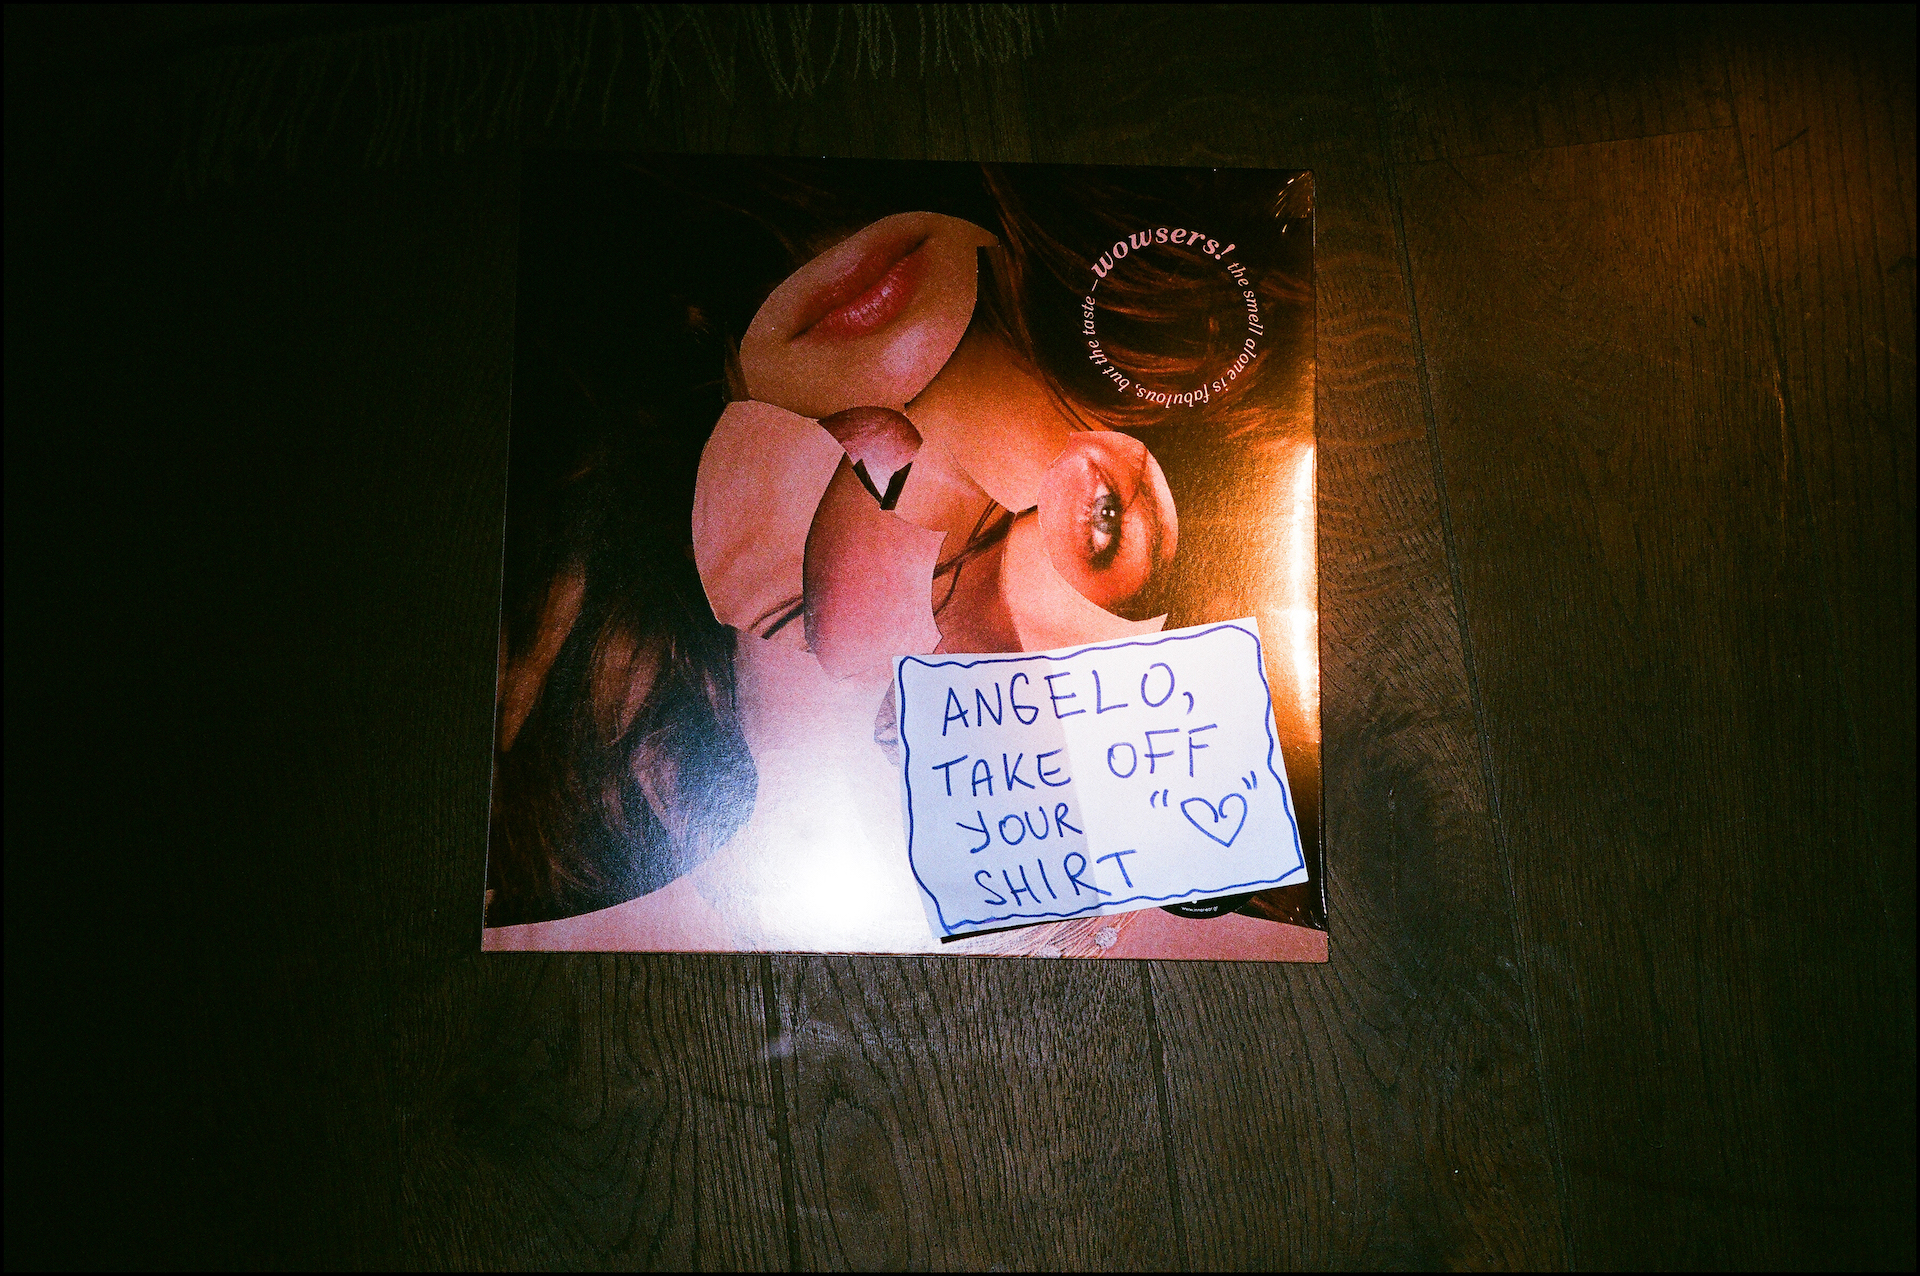 wowsers! the smell alone is fabulous, but the taste –
ANGELO,
TAKE OFF
YOUR "♡"
SHIRT